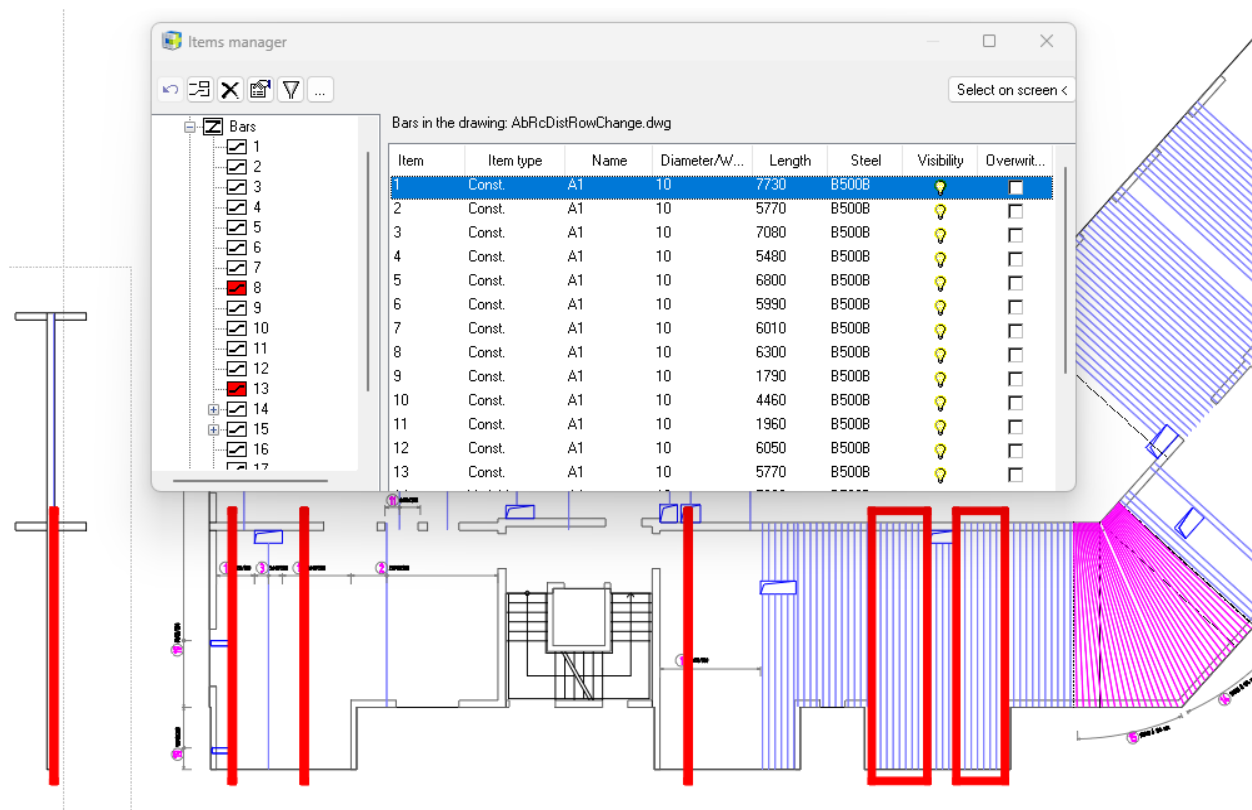 Items manager
...
Select on screen <
Bars
1
2
3
4
5
6
7
8
9
10
11
12
13
14
15
16
17
Bars in the drawing: AbRcDistRowChange.dwg
Item Item type Name Diameter/W... Length Steel Visibility Overwrit...
1 Const. A1 10 7730 B500B
2 Const. A1 10 5770 B500B
3 Const. A1 10 7080 B500B
4 Const. A1 10 5480 B500B
5 Const. A1 10 6800 B500B
6 Const. A1 10 5990 B500B
7 Const. A1 10 6010 B500B
8 Const. A1 10 6300 B500B
9 Const. A1 10 1790 B500B
10 Const. A1 10 4460 B500B
11 Const. A1 10 1960 B500B
12 Const. A1 10 6050 B500B
13 Const. A1 10 5770 B500B
11
3
2
15